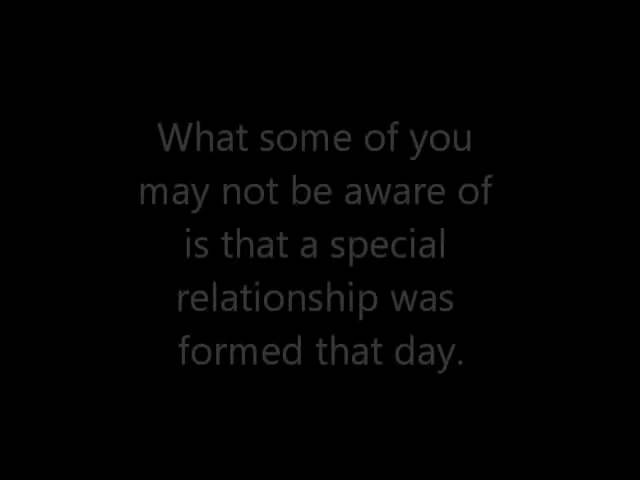 What some of you
may not be aware of
is that a special
relationship was
formed that day.